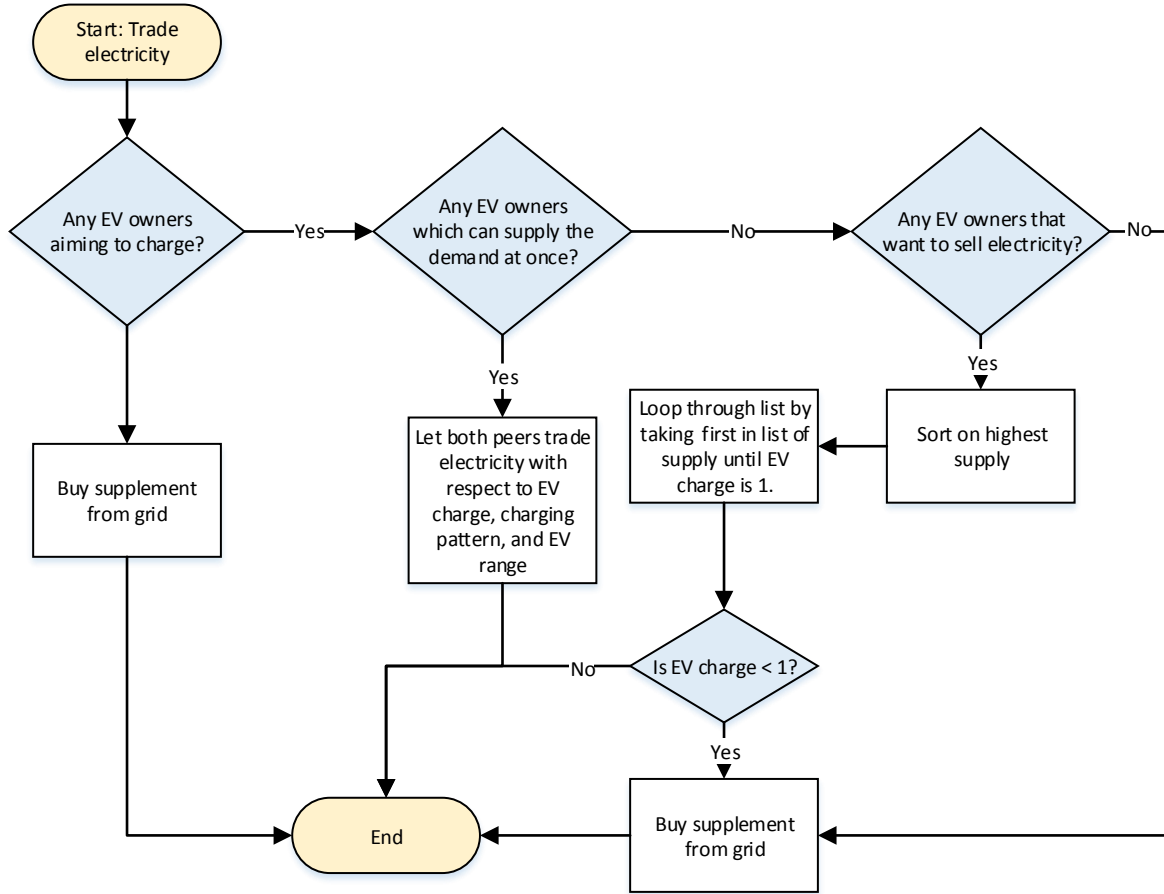 Start: Trade
electricity
Any EV owners
aiming to charge?
Yes
Any EV owners
which can supply the
demand at once?
No
Any EV owners that
want to sell electricity?
No
Yes
Yes
Buy supplement
from grid
Let both peers trade
electricity with
respect to EV
charge, charging
pattern, and EV
range
Loop through list by
taking first in list of
supply until EV
charge is 1.
Sort on highest
supply
Is EV charge < 1?
No
Yes
End
Buy supplement
from grid